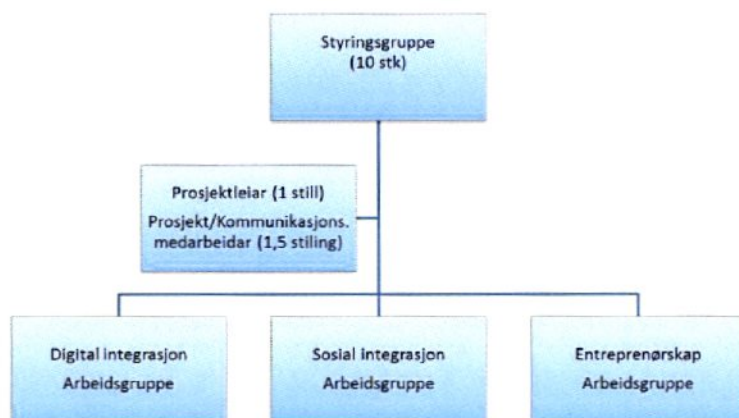 Styringsgruppe
(10 stk)
Prosjektleiar (1 still)
Prosjekt/Kommunikasjons.
medarbeidar (1,5 stiling)
Digital integrasjon
Arbeidsgruppe
Sosial integrasjon
Arbeidsgruppe
Entreprenørskap
Arbeidsgruppe